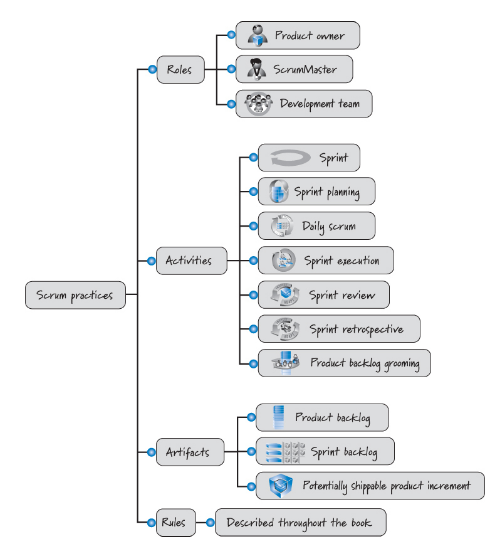 Product owner
Roles
ScrumMaster
Development team
Sprint
Sprint planning
Daily scrum
Activities
Sprint execution
Scrum practices
Sprint review
Sprint retrospective
Product backlog grooming
Product backlog
Artifacts
Sprint backlog
Potentially shippable product increment
Rules
Described throughout the book